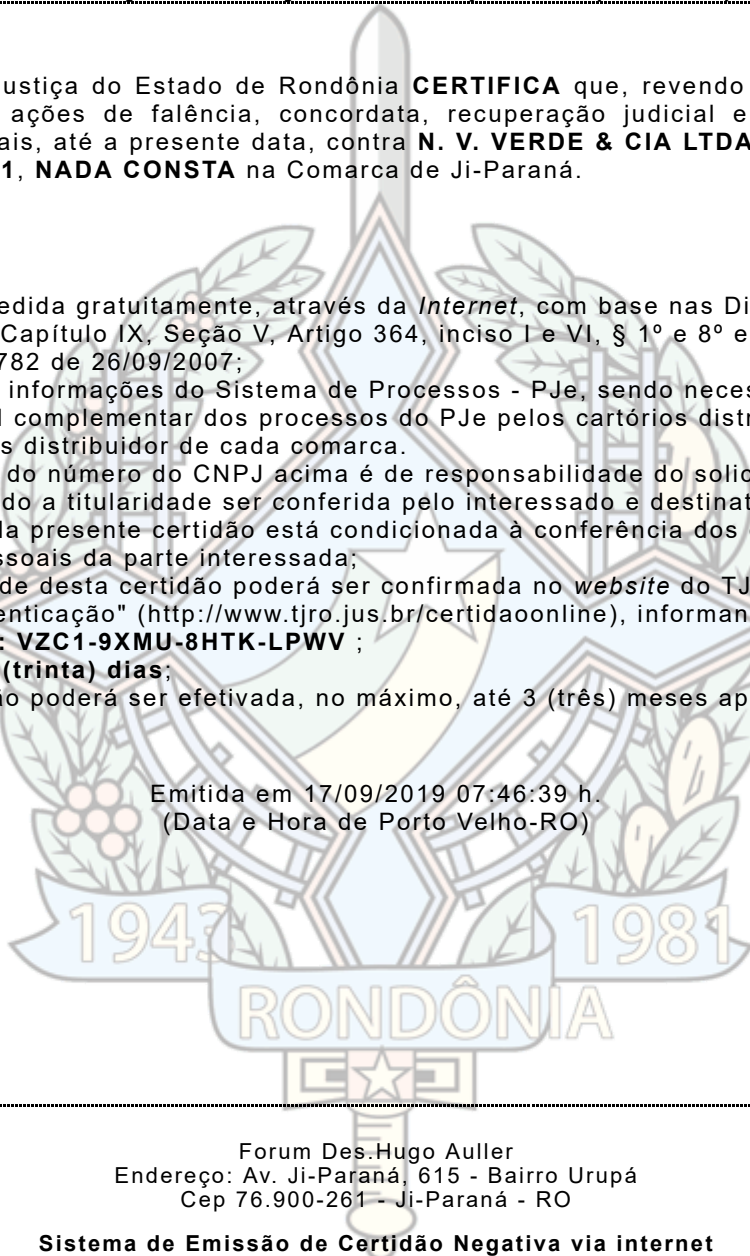 ustiça do Estado de Rondônia CERTIFICA que, revendo
ações de falência, concordata, recuperação judicial e
ais, até a presente data, contra N. V. VERDE & CIA LTDA
1, NADA CONSTA na Comarca de Ji-Paraná.
edida gratuitamente, através da Internet, com base nas Di
Capítulo IX, Seção V, Artigo 364, inciso I e VI, § 1º e 8º e
782 de 26/09/2007;
informações do Sistema de Processos - PJe, sendo neces
l complementar dos processos do PJe pelos cartórios distr
s distribuidor de cada comarca.
do número do CNPJ acima é de responsabilidade do solic
do a titularidade ser conferida pelo interessado e destinat
da presente certidão está condicionada à conferência dos
ssoais da parte interessada;
de desta certidão poderá ser confirmada no website do TJ
enticação" (http://www.tjro.jus.br/certidaoonline), informan
: VZC1-9XMU-8HTK-LPWV ;
(trinta) dias;
ão poderá ser efetivada, no máximo, até 3 (três) meses ap
Emitida em 17/09/2019 07:46:39 h.
(Data e Hora de Porto Velho-RO)
1943 1981
RONDÔNIA
Forum Des.Hugo Auller
Endereço: Av. Ji-Paraná, 615 - Bairro Urupá
Cep 76.900-261 - Ji-Paraná - RO
Sistema de Emissão de Certidão Negativa via internet